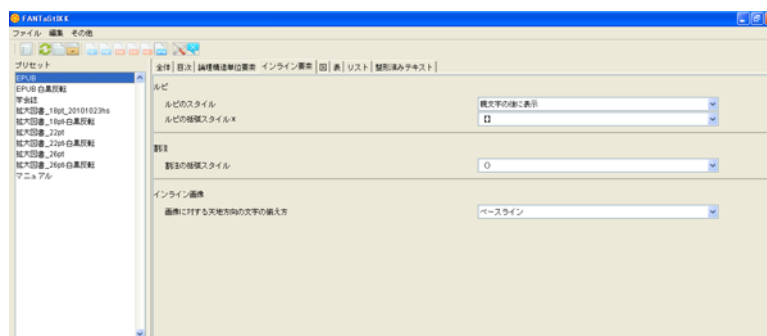 FANTaStIKK
ファイル 編集 その他
プリセット
EPUB
EPUB 白黒反転
学会誌
拡大図書_18pt_20101023hs
拡大図書_18pt-白黒反転
拡大図書_22pt
拡大図書_22pt-白黒反転
拡大図書_26pt
拡大図書_26pt-白黒反転
マニュアル
全体 目次 論理構造単位要素 インライン要素 図 表 リスト 整形済みテキスト
ルビ
ルビのスタイル 親文字の後に表示
ルビの括弧スタイル※ []
割注
割注の括弧スタイル ()
インライン画像
画像に対する天地方向の文字の揃え方 ベースライン